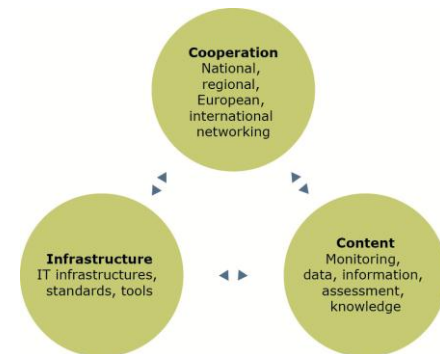 Cooperation
National,
regional,
European,
international
networking
Infrastructure
IT infrastructures,
standards, tools
Content
Monitoring,
data, information,
assessment,
knowledge